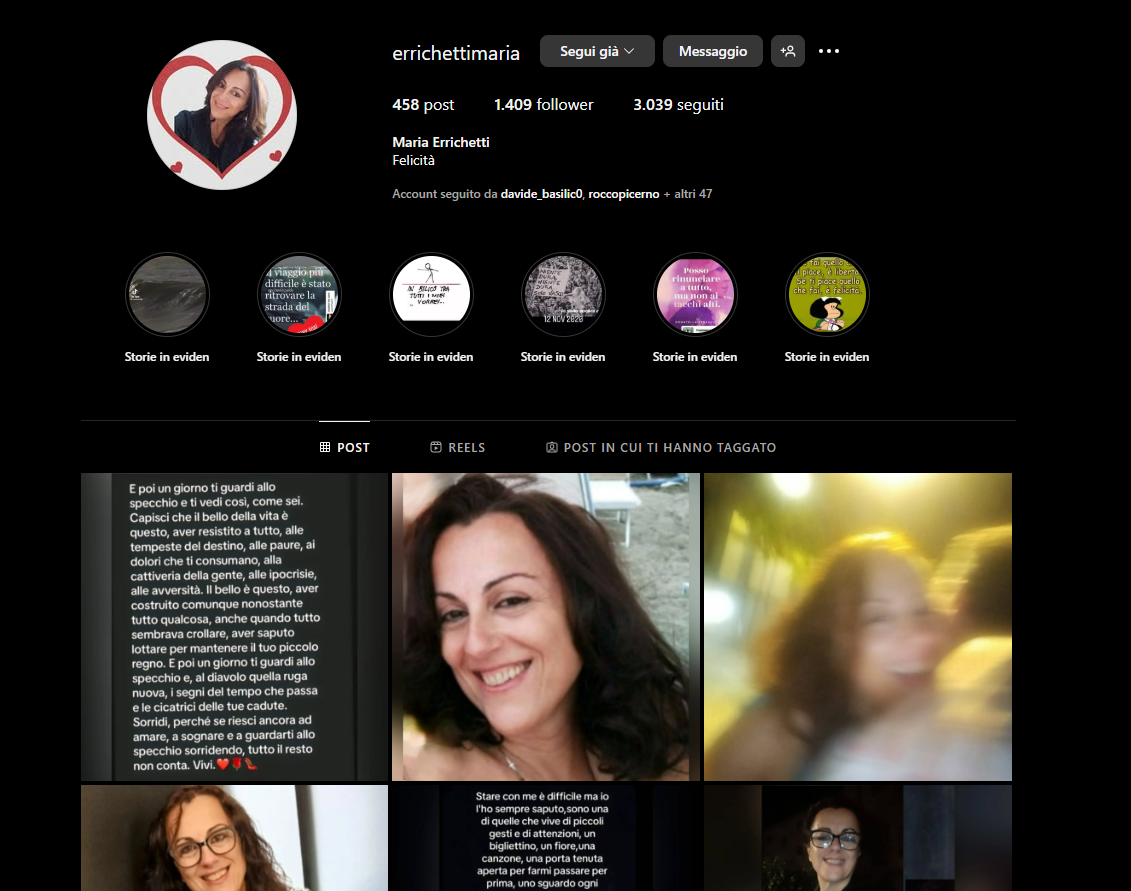 errichettimaria
Segui già
Messaggio
458 post
1.409 follower
3.039 seguiti
Maria Errichetti
Felicità
Account seguito da davide_basilic0, roccopicerno + altri 47
viaggio più
difficile è stato
ritrovare la
strada del
uore...
IN BILICO TRA
TUTTI I MIEI
VORREI...
12 NOV 2020
Posso
rinunciare
a tutto,
ma non ai
tacchi alti.
fai quello
ti piace, è libertà
Se ti piace quello
che fai, è felicità
Storie in eviden
Storie in eviden
Storie in eviden
Storie in eviden
Storie in eviden
Storie in eviden
POST
REELS
POST IN CUI TI HANNO TAGGATO
E poi un giorno ti guardi allo
specchio e ti vedi così, come sei.
Capisci che il bello della vita è
questo, aver resistito a tutto, alle
tempeste del destino, alle paure, ai
dolori che ti consumano, alla
cattiveria della gente, alle ipocrisie,
alle avversità. Il bello è questo, aver
costruito comunque nonostante
tutto qualcosa, anche quando tutto
sembrava crollare, aver saputo
lottare per mantenere il tuo piccolo
regno. E poi un giorno ti guardi allo
specchio e, al diavolo quella ruga
nuova, i segni del tempo che passa
e le cicatrici delle tue cadute.
Sorridi, perché se riesci ancora ad
amare, a sognare e a guardarti allo
specchio sorridendo, tutto il resto
non conta. Vivi.❤️🌹👠
Stare con me è difficile ma io
l'ho sempre saputo,sono una
di quelle che vive di piccoli
gesti e di attenzioni, un
bigliettino, un fiore,una
canzone, una porta tenuta
aperta per farmi passare per
prima, uno sguardo ogni